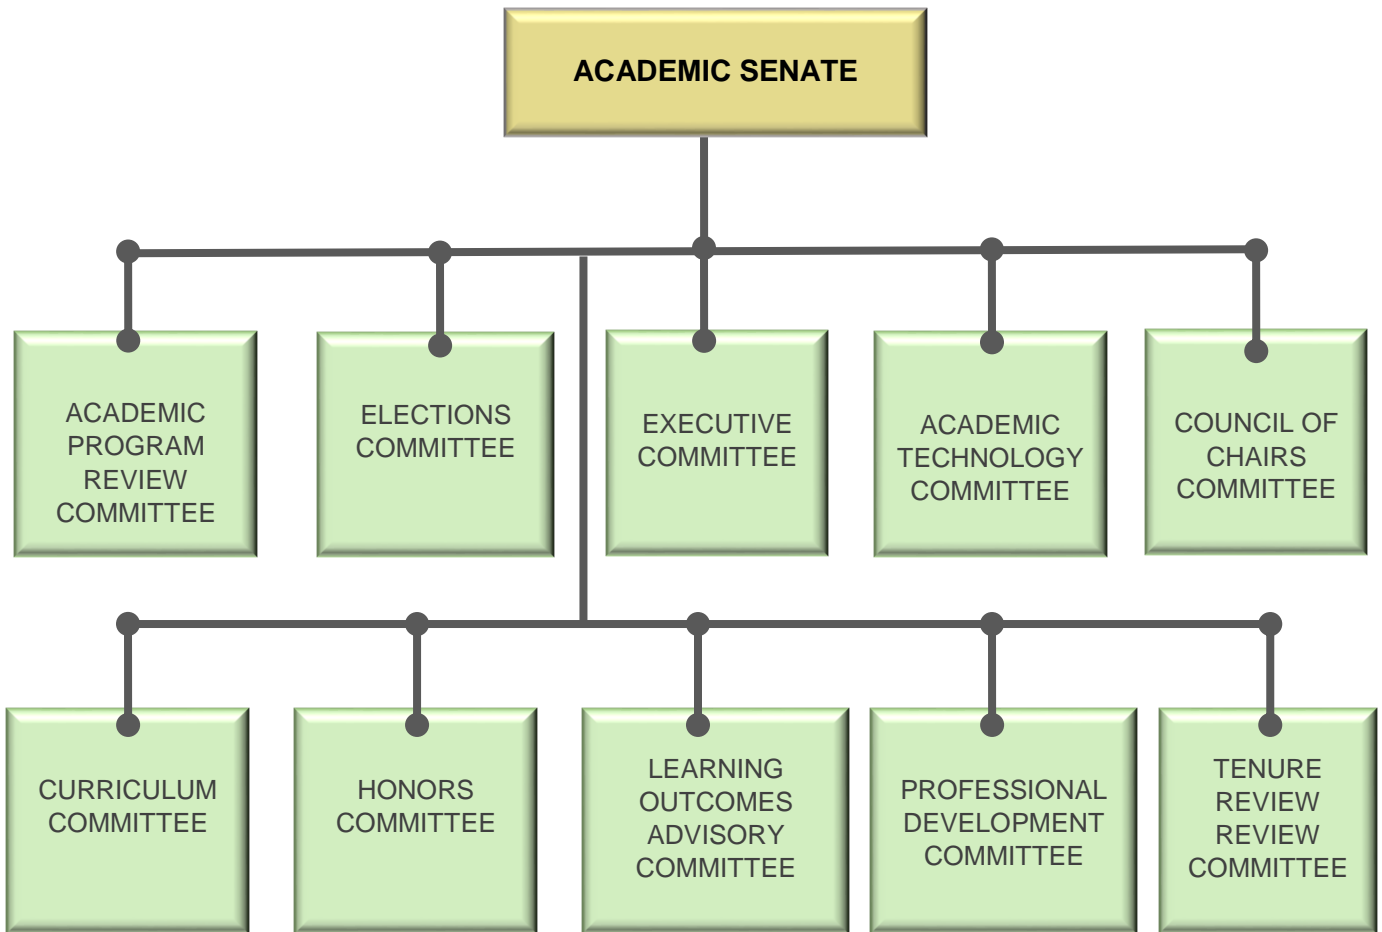 ACADEMIC SENATE
ACADEMIC
PROGRAM
REVIEW
COMMITTEE
ELECTIONS
COMMITTEE
EXECUTIVE
COMMITTEE
ACADEMIC
TECHNOLOGY
COMMITTEE
COUNCIL OF
CHAIRS
COMMITTEE
CURRICULUM
COMMITTEE
HONORS
COMMITTEE
LEARNING
OUTCOMES
ADVISORY
COMMITTEE
PROFESSIONAL
DEVELOPMENT
COMMITTEE
TENURE
REVIEW
REVIEW
COMMITTEE